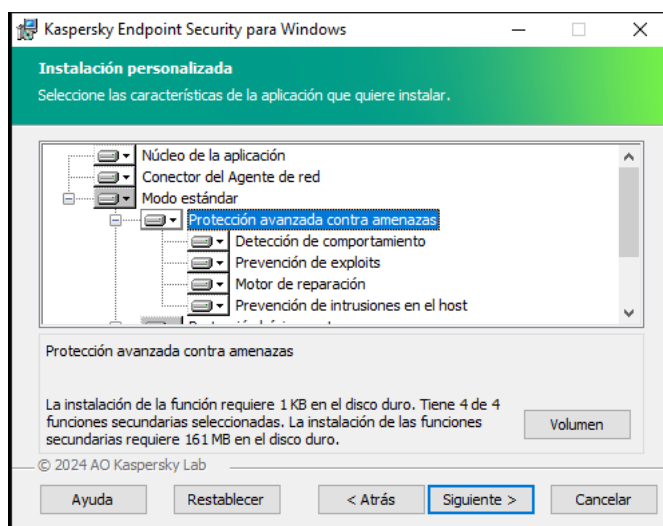 Kaspersky Endpoint Security para Windows
Instalación personalizada
Seleccione las características de la aplicación que quiere instalar.
Núcleo de la aplicación
Conector del Agente de red
Modo estándar
Protección avanzada contra amenazas
Detección de comportamiento
Prevención de exploits
Motor de reparación
Prevención de intrusiones en el host
Protección avanzada contra amenazas
La instalación de la función requiere 1 KB en el disco duro. Tiene 4 de 4
funciones secundarias seleccionadas. La instalación de las funciones
secundarias requiere 161 MB en el disco duro.
Volumen
© 2024 AO Kaspersky Lab
Ayuda
Restablecer
< Atrás
Siguiente >
Cancelar